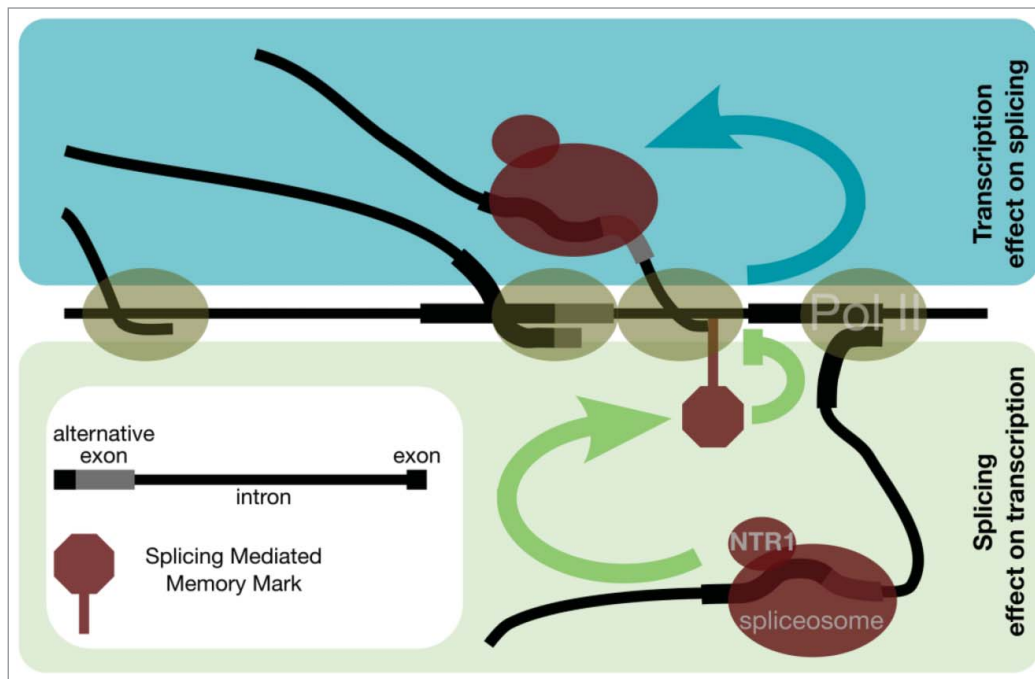 Transcription
effect on splicing
Pol II
alternative
exon
exon
intron
Splicing Mediated
Memory Mark
NTR1
spliceosome
Splicing
effect on transcription